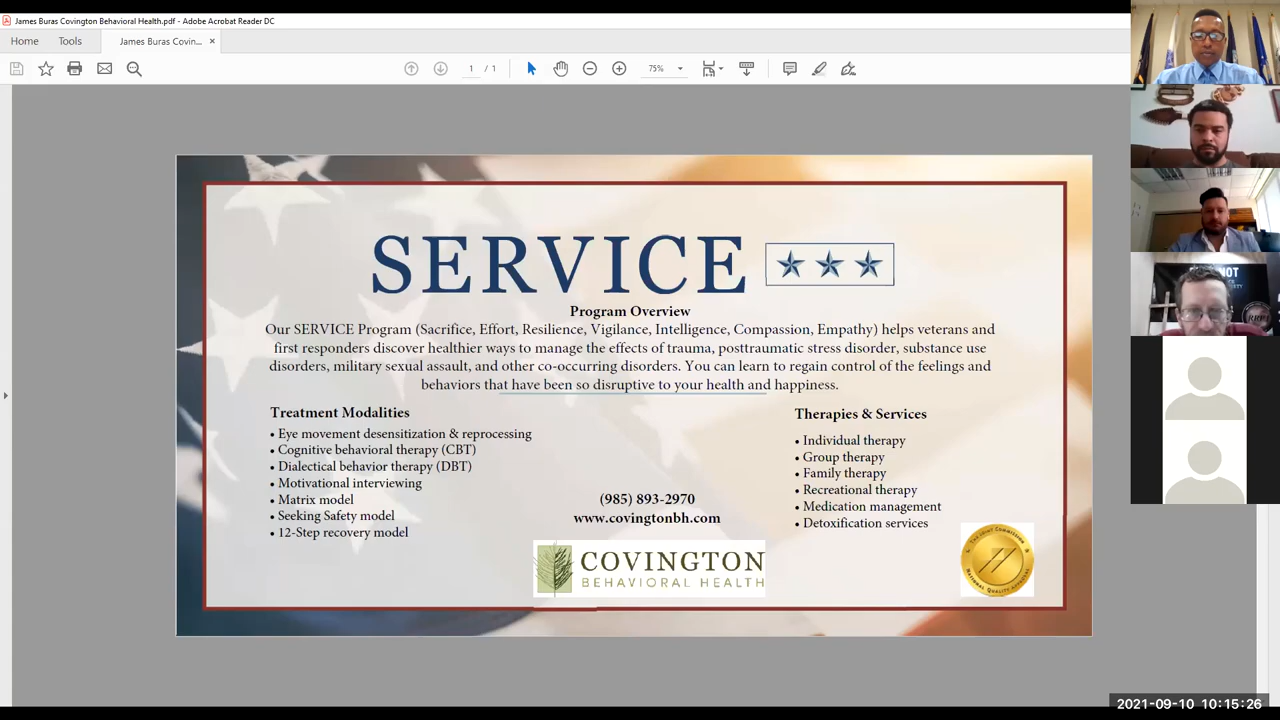 James Buras Covington Behavioral Health.pdf - Adobe Acrobat Reader DC
Home Tools James Buras Covin... ×
1 / 1 75%
SERVICE
Program Overview
Our SERVICE Program (Sacrifice, Effort, Resilience, Vigilance, Intelligence, Compassion, Empathy) helps veterans and
first responders discover healthier ways to manage the effects of trauma, posttraumatic stress disorder, substance use
disorders, military sexual assault, and other co-occurring disorders. You can learn to regain control of the feelings and
behaviors that have been so disruptive to your health and happiness.
Treatment Modalities
• Eye movement desensitization & reprocessing
• Cognitive behavioral therapy (CBT)
• Dialectical behavior therapy (DBT)
• Motivational interviewing
• Matrix model
• Seeking Safety model
• 12-Step recovery model
(985) 893-2970
www.covingtonbh.com
COVINGTON
BEHAVIORAL HEALTH
Therapies & Services
• Individual therapy
• Group therapy
• Family therapy
• Recreational therapy
• Medication management
• Detoxification services
2021-09-10 10:15:26